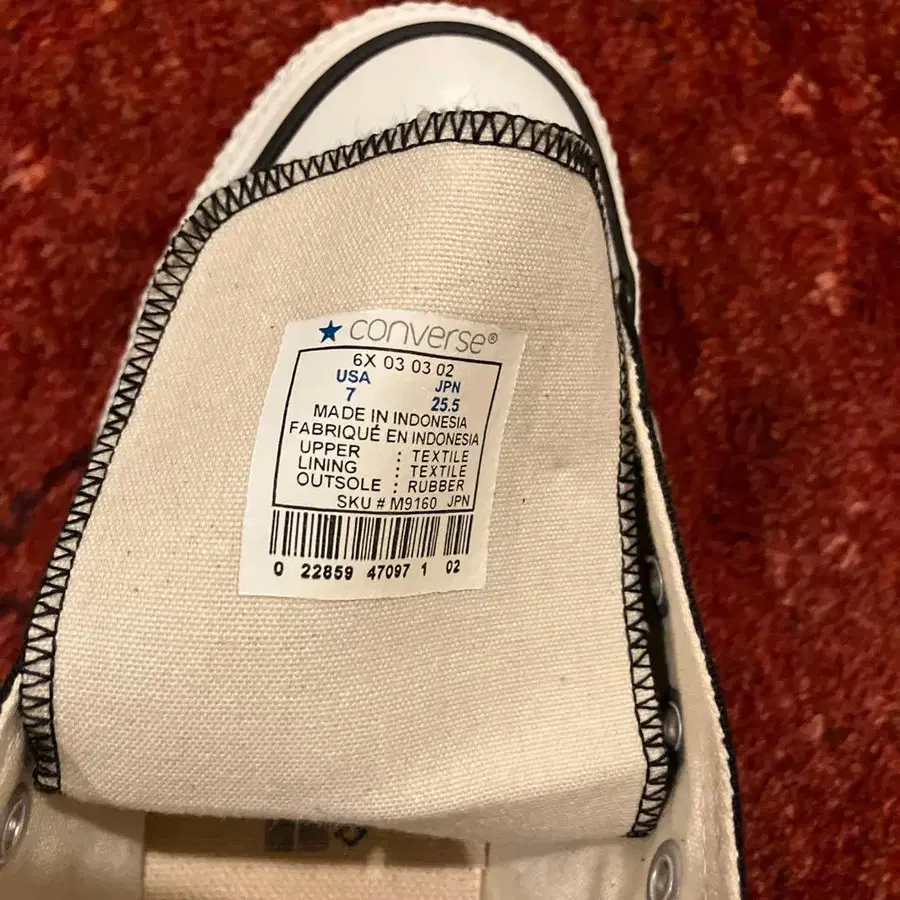 ★ converse®
6X 03 03 02
USA JPN
7 25.5
MADE IN INDONESIA
FABRIQUÉ EN INDONESIA
UPPER : TEXTILE
LINING : TEXTILE
OUTSOLE : RUBBER
SKU # M9160 JPN
0 22859 47097 1 02